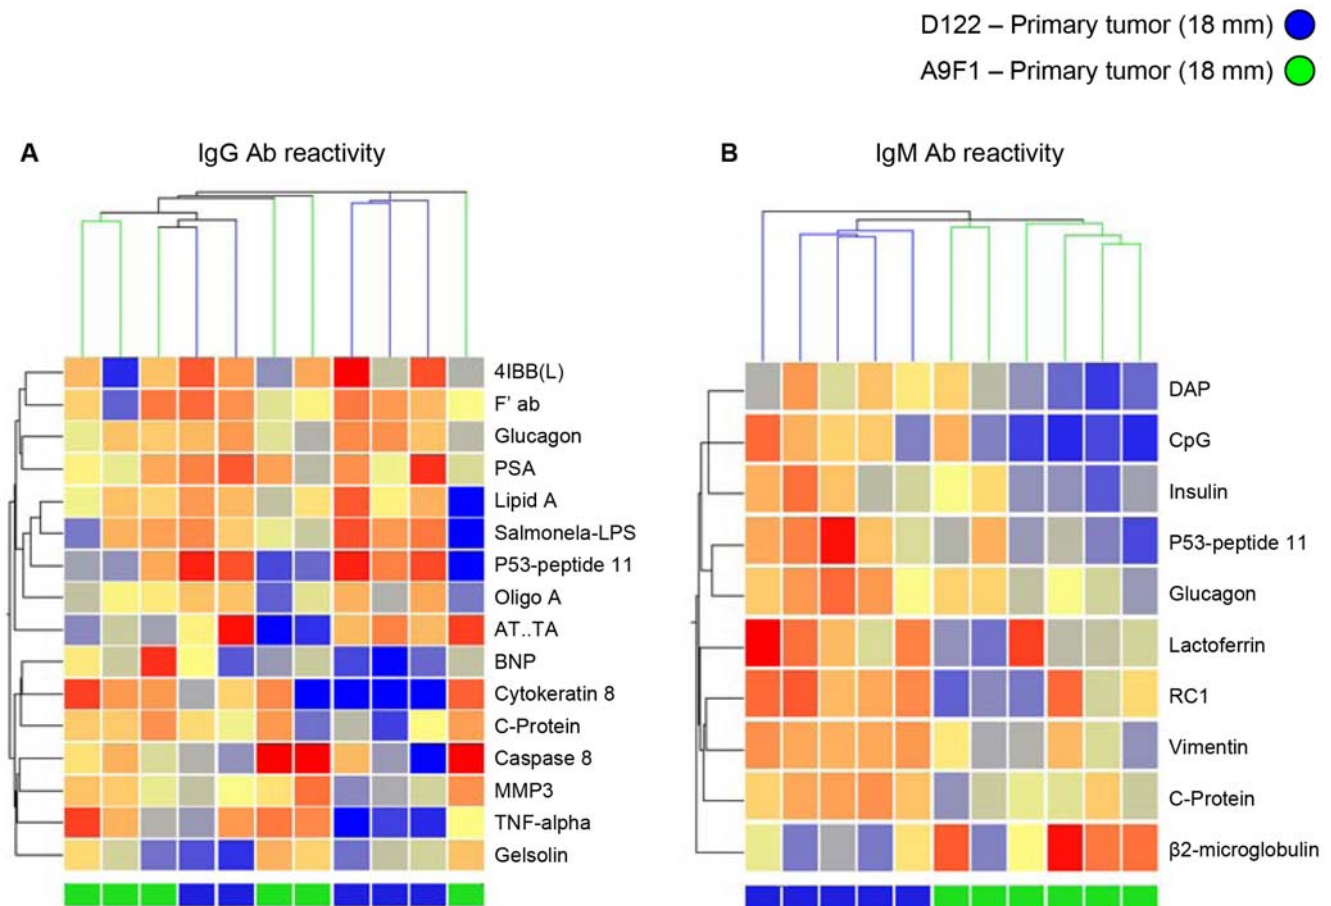 D122 – Primary tumor (18 mm)
A9F1 – Primary tumor (18 mm)
A
IgG Ab reactivity
4IBB(L)
F' ab
Glucagon
PSA
Lipid A
Salmonela-LPS
P53-peptide 11
Oligo A
AT..TA
BNP
Cytokeratin 8
C-Protein
Caspase 8
MMP3
TNF-alpha
Gelsolin
B
IgM Ab reactivity
DAP
CpG
Insulin
P53-peptide 11
Glucagon
Lactoferrin
RC1
Vimentin
C-Protein
β2-microglobulin